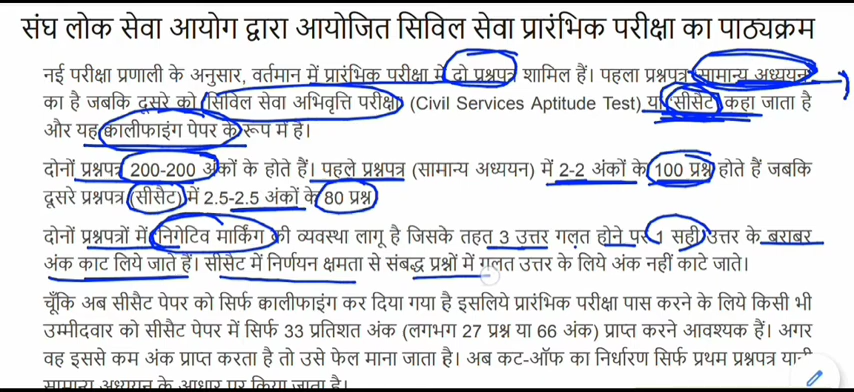 संघ लोक सेवा आयोग द्वारा आयोजित सिविल सेवा प्रारंभिक परीक्षा का पाठ्यक्रम
नई परीक्षा प्रणाली के अनुसार, वर्तमान में प्रारंभिक परीक्षा में दो प्रश्नपत्र शामिल हैं। पहला प्रश्नपत्र सामान्य अध्ययन
का है जबकि दूसरे को सिविल सेवा अभिवृत्ति परीक्षा (Civil Services Aptitude Test) या सीसैट कहा जाता है
और यह कालीफाइंग पेपर के रूप में है।
दोनों प्रश्नपत्र 200-200 अंकों के होते हैं। पहले प्रश्नपत्र (सामान्य अध्ययन) में 2-2 अंकों के 100 प्रश्न होते हैं जबकि
दूसरे प्रश्नपत्र (सीसैट) में 2.5-2.5 अंकों के 80 प्रश्न
दोनों प्रश्नपत्रों में निगेटिव मार्किंग की व्यवस्था लागू है जिसके तहत 3 उत्तर गलत होने पर 1 सही उत्तर के बराबर
अंक काट लिये जाते हैं। सीसैट में निर्णयन क्षमता से संबद्ध प्रश्नों में गलत उत्तर के लिये अंक नहीं काटे जाते।
चूँकि अब सीसैट पेपर को सिर्फ क्वालीफाइंग कर दिया गया है इसलिये प्रारंभिक परीक्षा पास करने के लिये किसी भी
उम्मीदवार को सीसैट पेपर में सिर्फ 33 प्रतिशत अंक (लगभग 27 प्रश्न या 66 अंक) प्राप्त करने आवश्यक हैं। अगर
वह इससे कम अंक प्राप्त करता है तो उसे फेल माना जाता है। अब कट-ऑफ का निर्धारण सिर्फ प्रथम प्रश्नपत्र यानी
सामान्य अध्ययन के आधार पर किया जाता है।